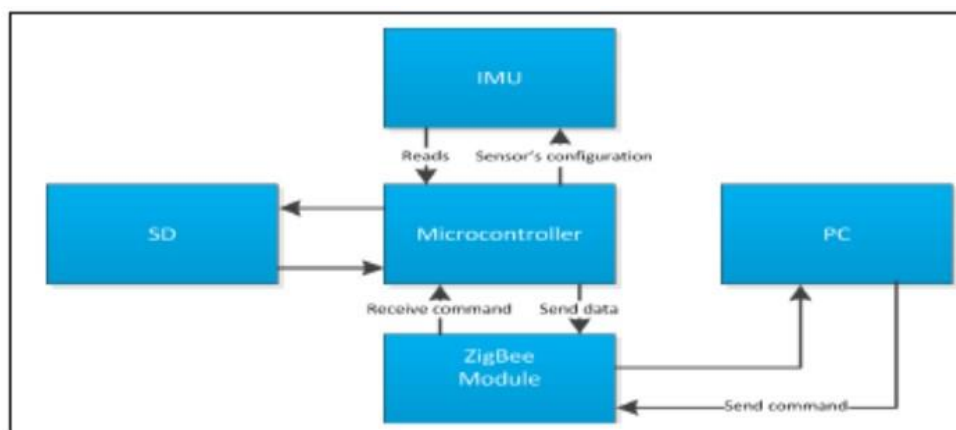 IMU
Reads
Sensor's configuration
SD
Microcontroller
PC
Receive command
Send data
ZigBee
Module
Send command